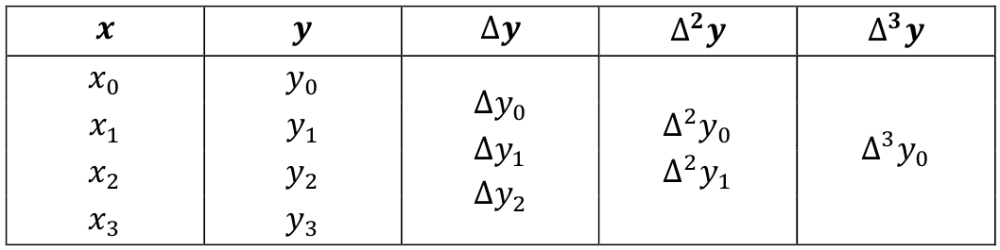 x y Δy Δ²y Δ³y
x₀ y₀
Δy₀
x₁ y₁ Δ²y₀
Δy₁ Δ³y₀
x₂ y₂ Δ²y₁
Δy₂
x₃ y₃